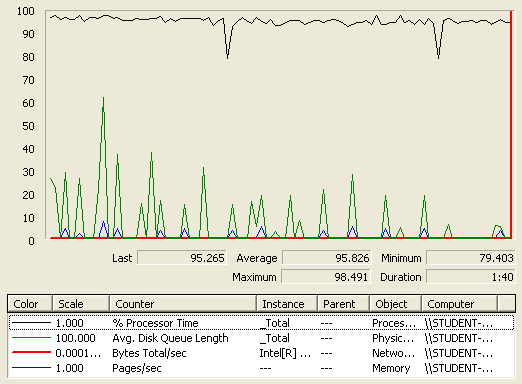 100
90
80
70
60
50
40
30
20
10
0
Last 95.265 Average 95.826 Minimum 79.403
Maximum 98.491 Duration 1:40
Color Scale Counter Instance Parent Object Computer
1.000 % Processor Time _Total --- Proces... \\STUDENT-...
100.000 Avg. Disk Queue Length _Total --- Physic... \\STUDENT-...
0.0001... Bytes Total/sec Intel[R] ... --- Netwo... \\STUDENT-...
1.000 Pages/sec --- --- Memory \\STUDENT-...